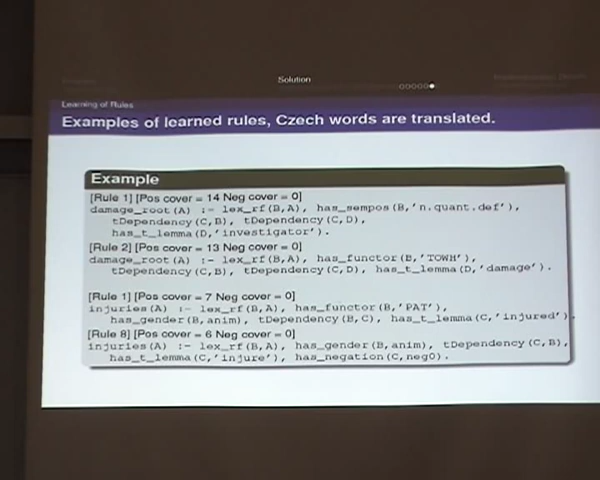 Solution
Learning of Rules
Examples of learned rules, Czech words are translated.
Example
[Rule 1] [Pos cover = 14 Neg cover = 0]
damage_root(A) :- lex_rf(B,A), has_sempos(B,'n.quant.def'),
tDependency(C,B), tDependency(C,D),
has_t_lemma(D,'investigator').
[Rule 2] [Pos cover = 13 Neg cover = 0]
damage_root(A) :- lex_rf(B,A), has_functor(B,'TOWH'),
tDependency(C,B), tDependency(C,D), has_t_lemma(D,'damage').
[Rule 1] [Pos cover = 7 Neg cover = 0]
injuries(A) :- lex_rf(B,A), has_functor(B,'PAT'),
has_gender(B,anim), tDependency(B,C), has_t_lemma(C,'injured').
[Rule 8] [Pos cover = 6 Neg cover = 0]
injuries(A) :- lex_rf(B,A), has_gender(B,anim), tDependency(C,B),
has_t_lemma(C,'injure'), has_negation(C,neg0).